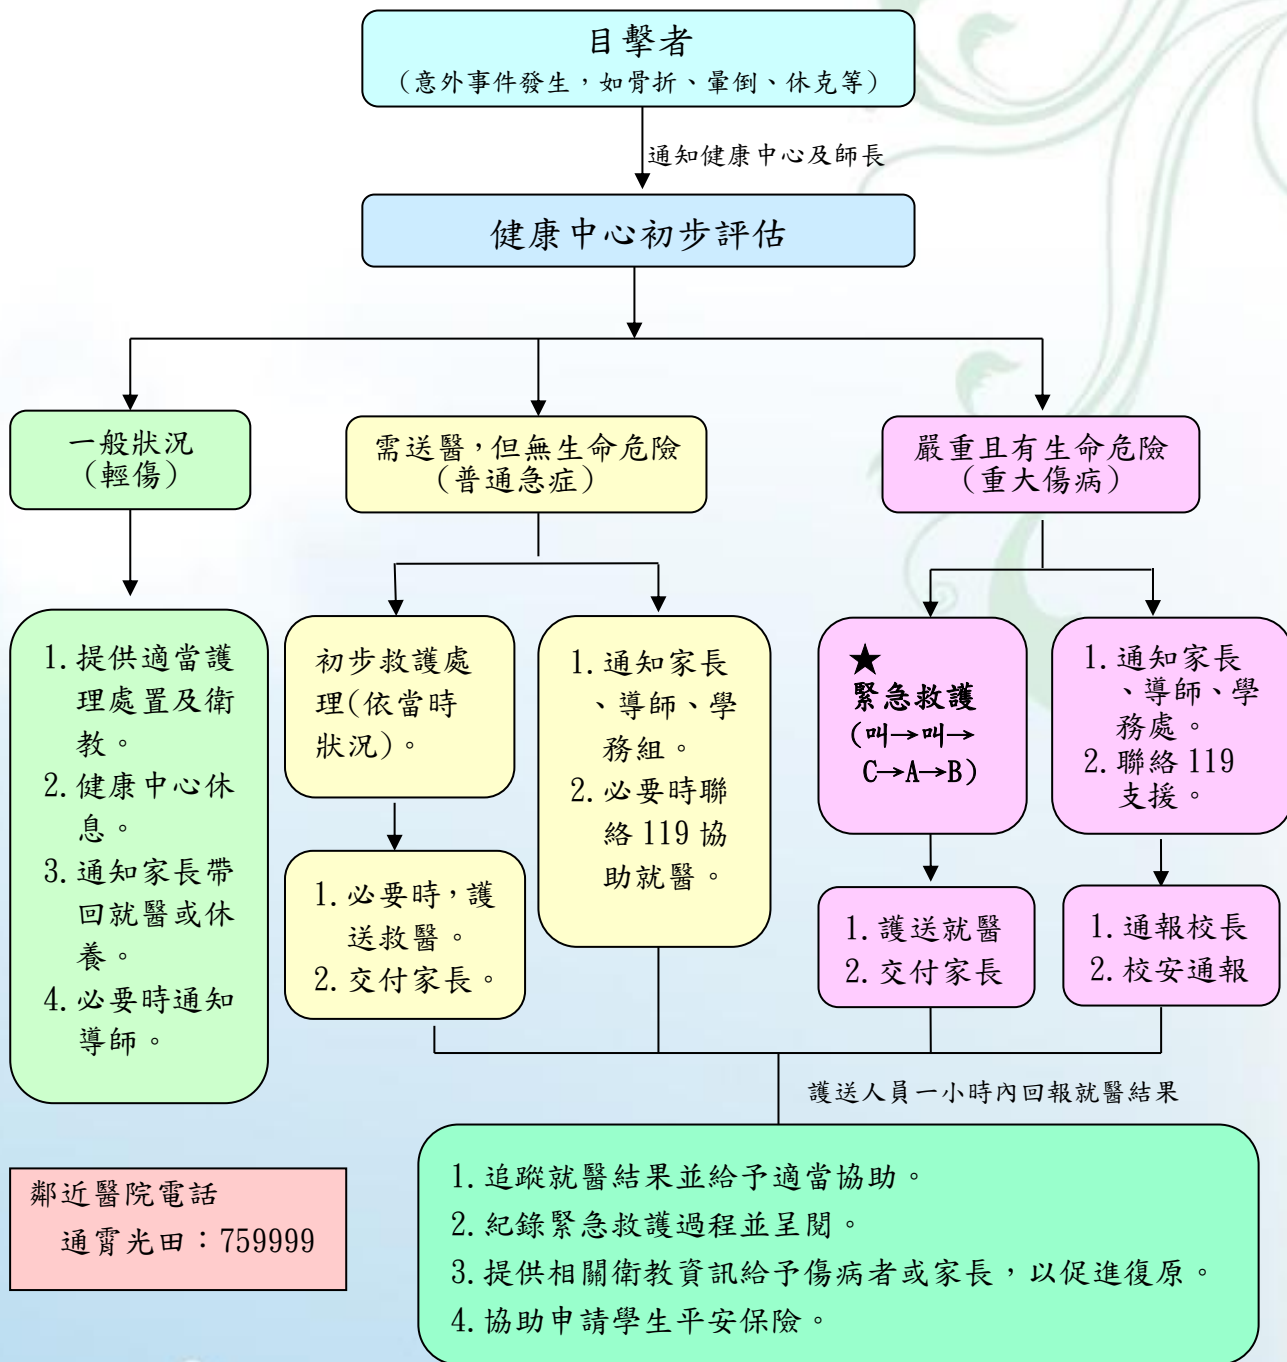 目擊者
（意外事件發生，如骨折、暈倒、休克等）
通知健康中心及師長
健康中心初步評估
一般狀況
（輕傷）
需送醫，但無生命危險
（普通急症）
嚴重且有生命危險
（重大傷病）
1.提供適當護
理處置及衛
教。
2.健康中心休
息。
3.通知家長帶
回就醫或休
養。
4.必要時通知
導師。
初步救護處
理(依當時
狀況)。
1.必要時，護
送救醫。
2.交付家長。
1.通知家長
、導師、學
務組。
2.必要時聯
絡 119 協
助就醫。
★
緊急救護
(叫→叫→
C→A→B)
1.護送就醫
2.交付家長
1.通知家長
、導師、學
務處。
2.聯絡 119
支援。
1.通報校長
2.校安通報
護送人員一小時內回報就醫結果
1.追蹤就醫結果並給予適當協助。
2.紀錄緊急救護過程並呈閱。
3.提供相關衛教資訊給予傷病者或家長，以促進復原。
4.協助申請學生平安保險。
鄰近醫院電話
通霄光田：759999